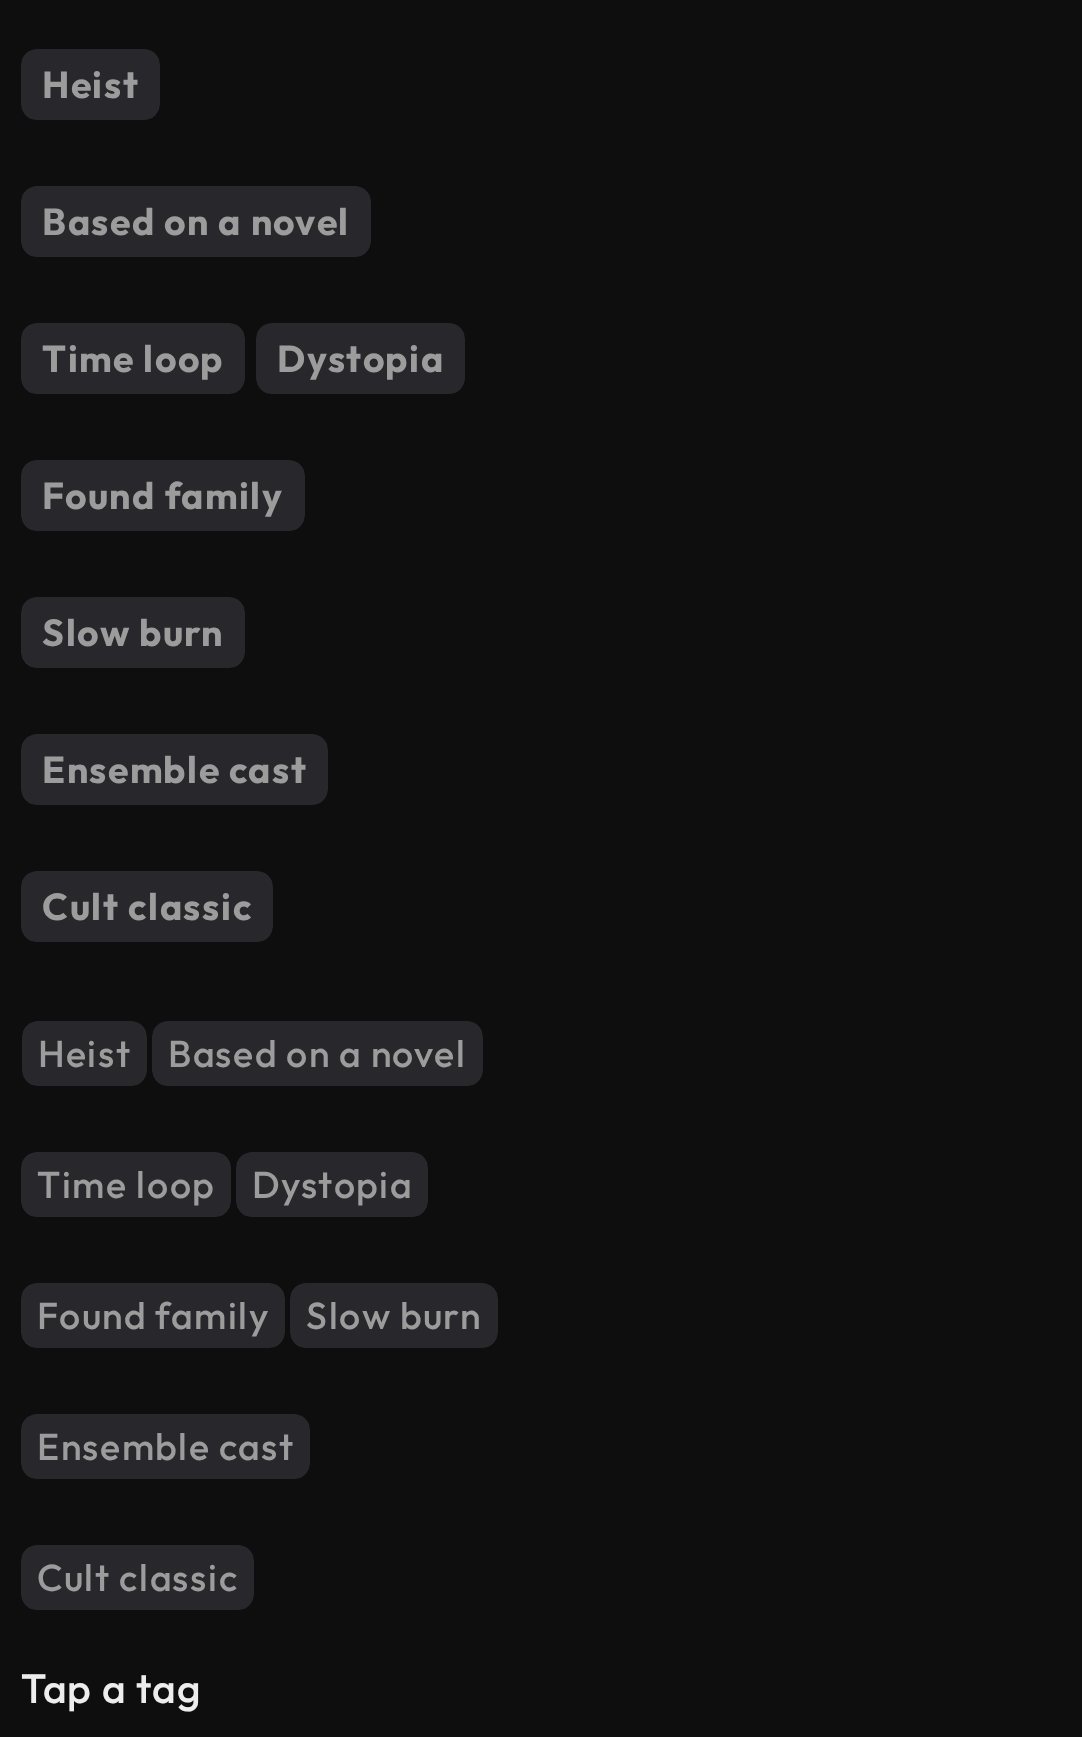 Heist
Based on a novel
Time loop Dystopia
Found family
Slow burn
Ensemble cast
Cult classic
Heist Based on a novel
Time loop Dystopia
Found family Slow burn
Ensemble cast
Cult classic
Tap a tag